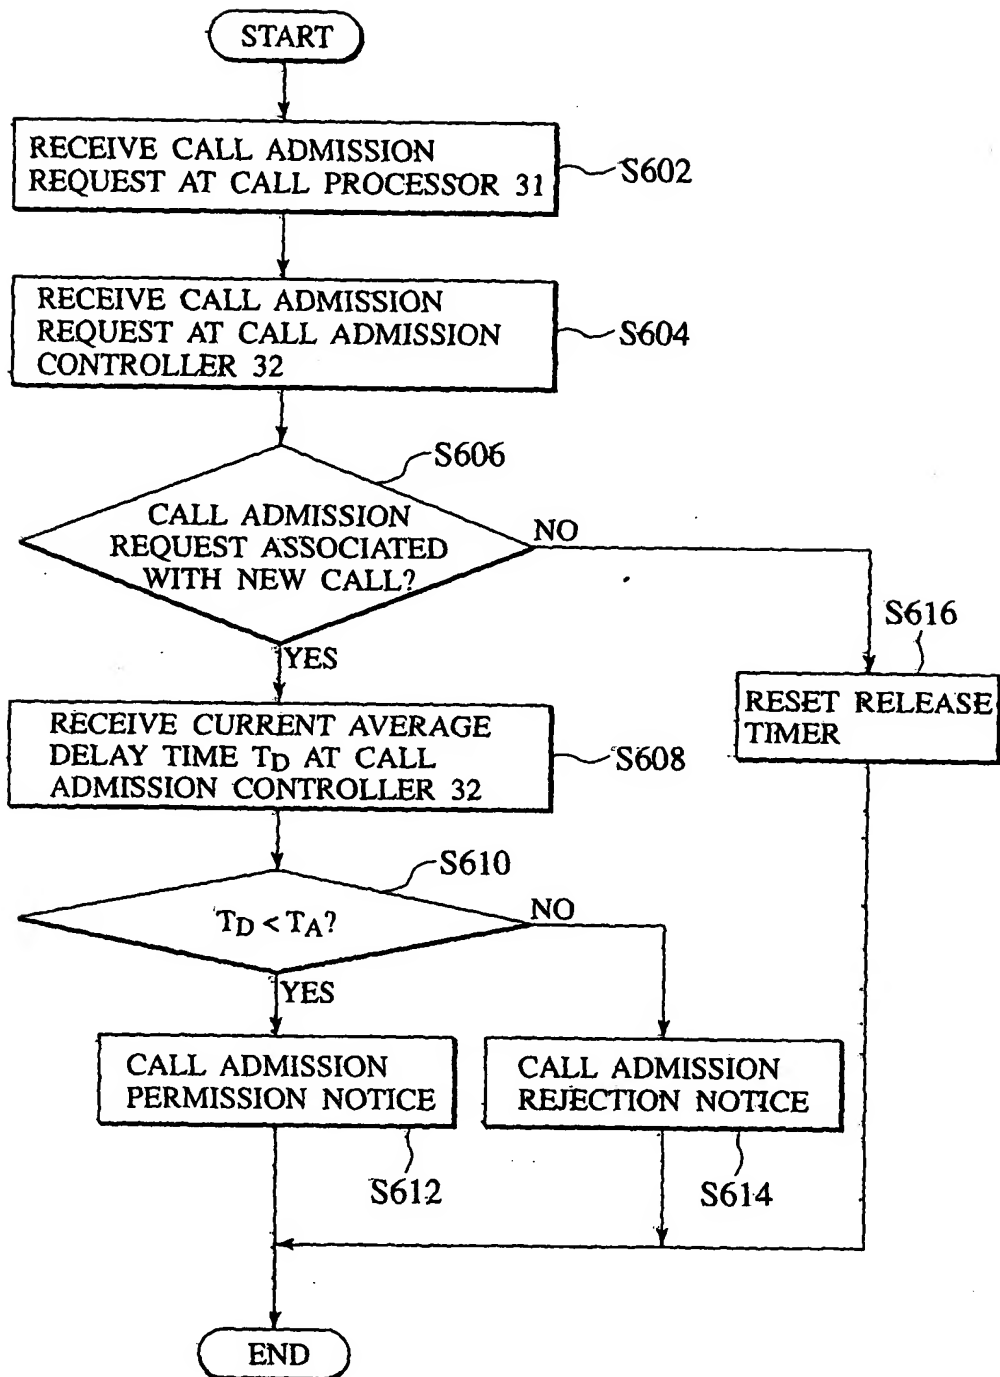 START
RECEIVE CALL ADMISSION
REQUEST AT CALL PROCESSOR 31
S602
RECEIVE CALL ADMISSION
REQUEST AT CALL ADMISSION
CONTROLLER 32
S604
S606
CALL ADMISSION
REQUEST ASSOCIATED
WITH NEW CALL?
NO
YES
S616
RESET RELEASE
TIMER
RECEIVE CURRENT AVERAGE
DELAY TIME TD AT CALL
ADMISSION CONTROLLER 32
S608
S610
TD < TA?
NO
YES
CALL ADMISSION
PERMISSION NOTICE
S612
CALL ADMISSION
REJECTION NOTICE
S614
END